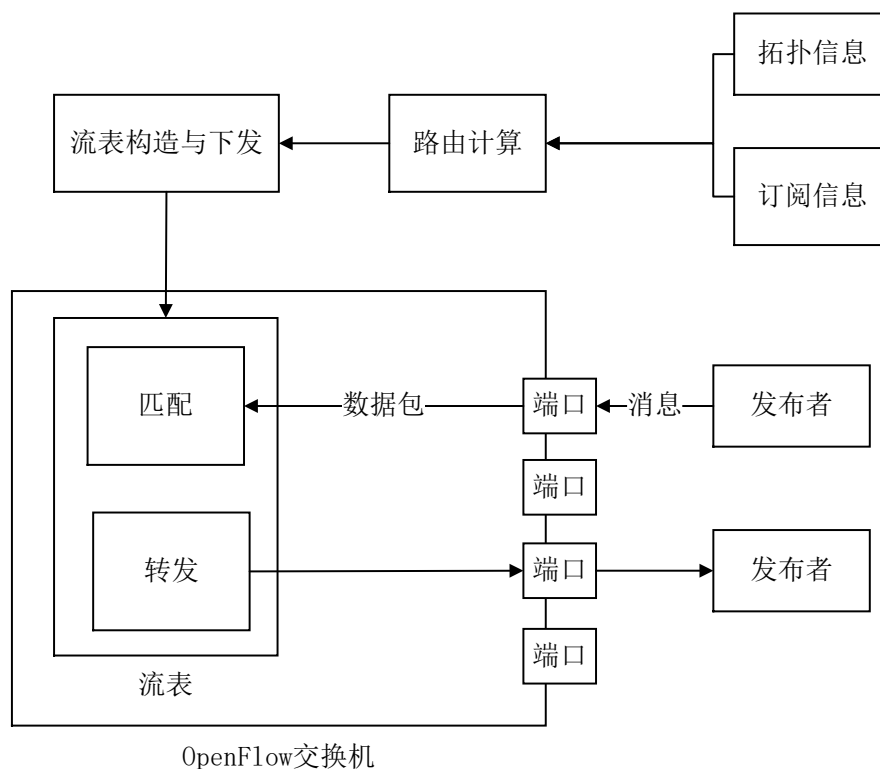 拓扑信息
流表构造与下发
路由计算
订阅信息
匹配
数据包
端口
消息
发布者
端口
转发
端口
发布者
端口
流表
OpenFlow交换机